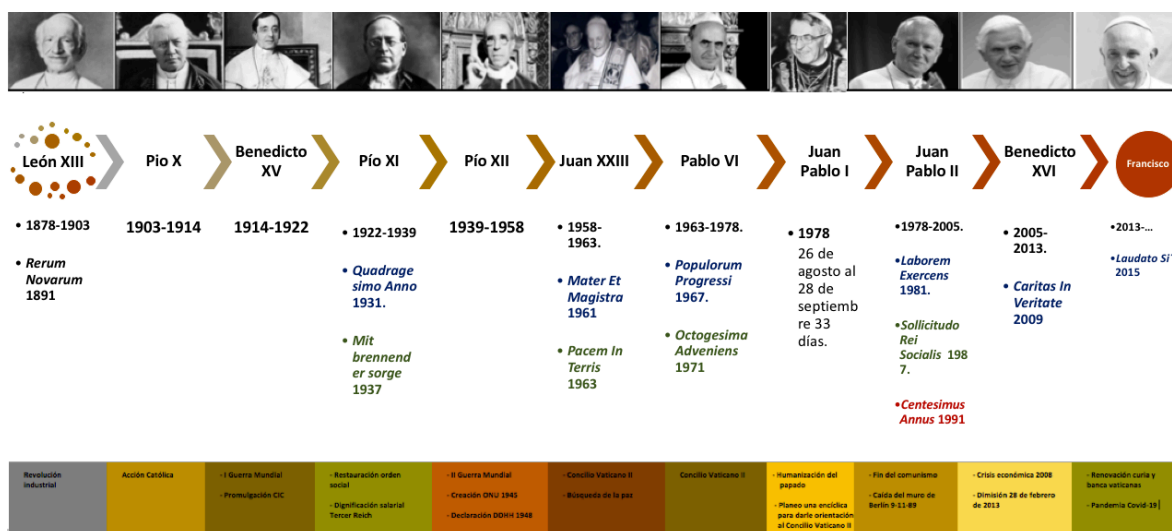 León XIII
Pio X
Benedicto
XV
Pío XI
Pío XII
Juan XXIII
Pablo VI
Juan
Pablo I
Juan
Pablo II
Benedicto
XVI
Francisco
• 1878-1903
• Rerum
Novarum
1891
1903-1914
1914-1922
• 1922-1939
• Quadrage
simo Anno
1931.
• Mit
brennend
er sorge
1937
1939-1958
• 1958-
1963.
• Mater Et
Magistra
1961
• Pacem In
Terris
1963
• 1963-1978.
• Populorum
Progressi
1967.
• Octogesima
Adveniens
1971
• 1978
26 de
agosto al
28 de
septiemb
re 33
días.
•1978-2005.
•Laborem
Exercens
1981.
•Sollicitudo
Rei
Socialis 198
7.
•Centesimus
Annus 1991
• 2005-
2013.
• Caritas In
Veritate
2009
•2013-...
•Laudato Si´
2015
Revolución
industrial
Acción Católica
- I Guerra Mundial
- Promulgación CIC
- Restauración orden
social
- Dignificación salarial
Tercer Reich
- II Guerra Mundial
- Creación ONU 1945
- Declaración DDHH 1948
- Concilio Vaticano II
- Búsqueda de la paz
Concilio Vaticano II
- Humanización del
papado
- Planeo una encíclica
para darle orientación
al Concilio Vaticano II
- Fin del comunismo
- Caída del muro de
Berlín 9-11-89
- Crisis económica 2008
- Dimisión 28 de febrero
de 2013
- Renovación curia y
banca vaticanas
- Pandemia Covid-19